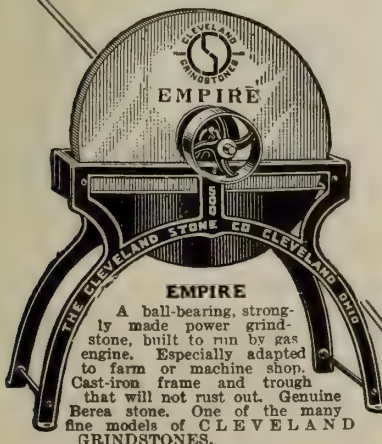 CLEVELAND
GRINDSTONES
EMPIRE
500
THE CLEVELAND STONE CO CLEVELAND OHIO
EMPIRE
A ball-bearing, strong-
ly made power grind-
stone, built to run by gas
engine. Especially adapted
to farm or machine shop.
Cast-iron frame and trough
that will not rust out. Genuine
Berea stone. One of the many
fine models of CLEVELAND
GRINDSTONES.